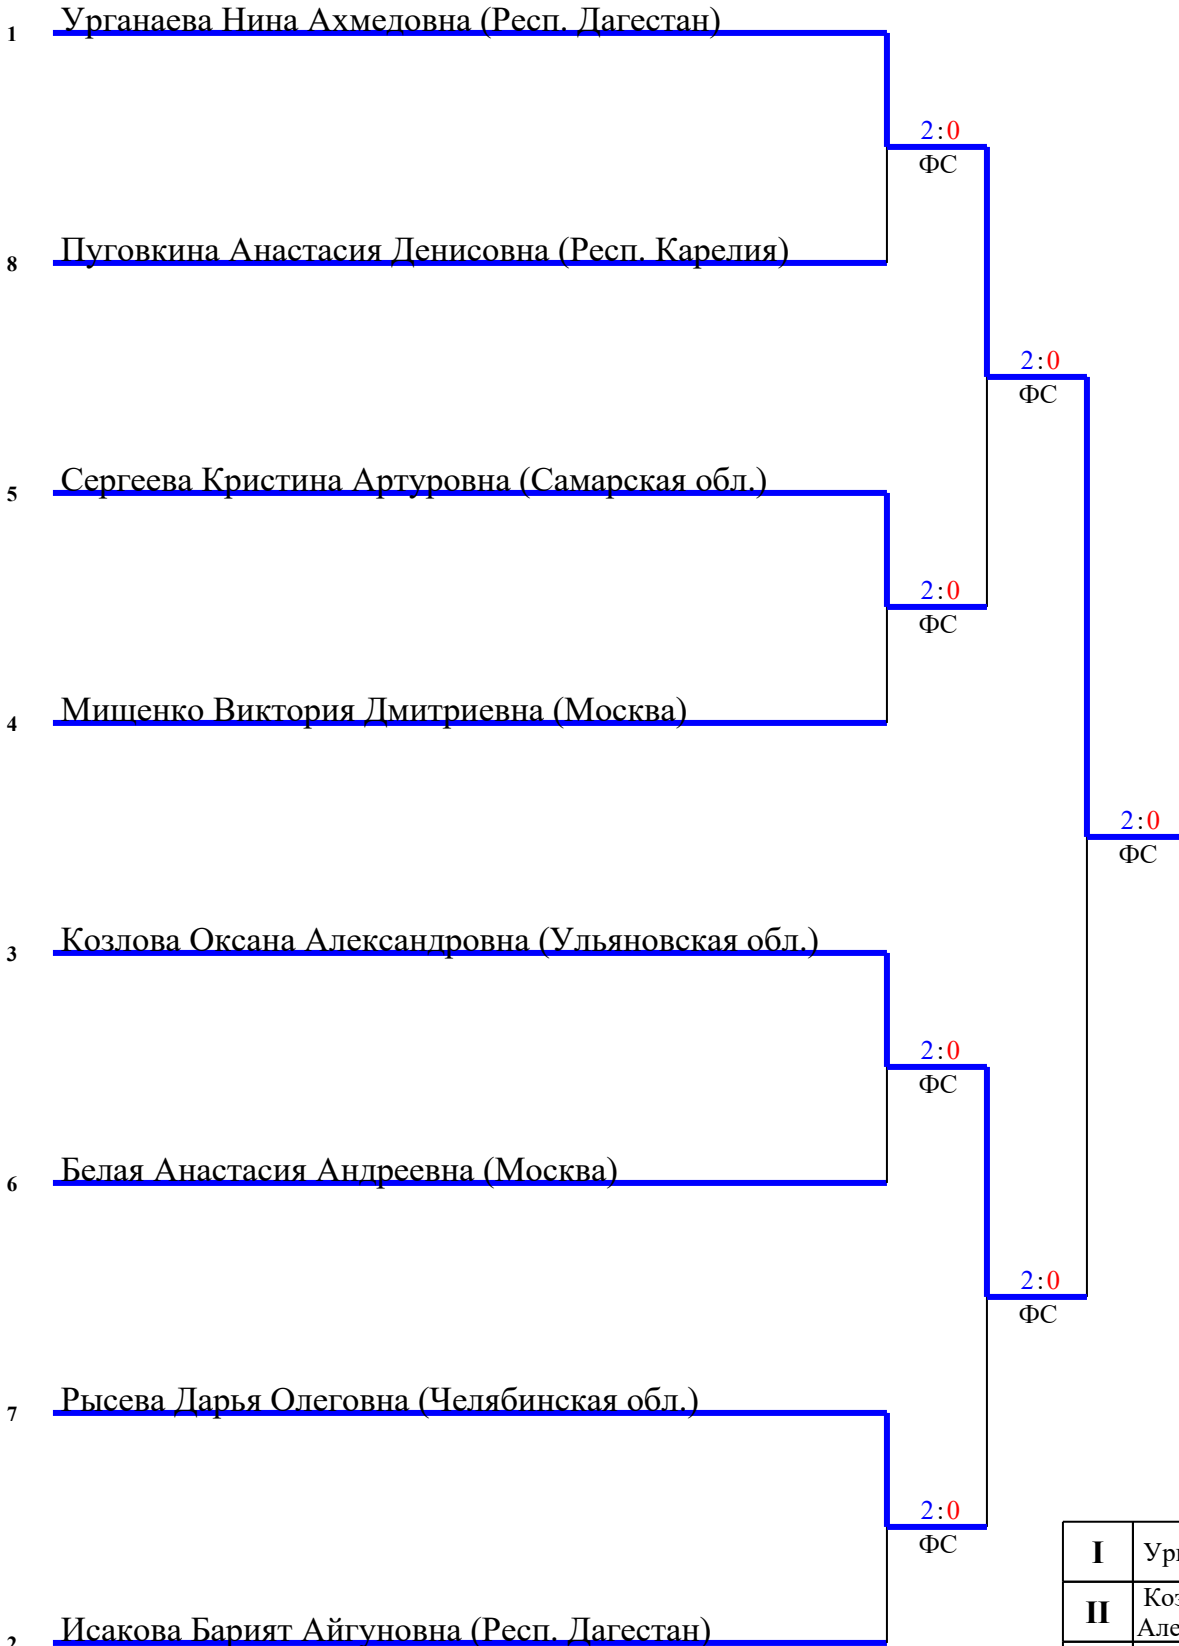 1 Урганаева Нина Ахмедовна (Респ. Дагестан)
2:0
ФС
8 Пуговкина Анастасия Денисовна (Респ. Карелия)
2:0
ФС
5 Сергеева Кристина Артуровна (Самарская обл.)
2:0
ФС
4 Мищенко Виктория Дмитриевна (Москва)
2:0
ФС
3 Козлова Оксана Александровна (Ульяновская обл.)
2:0
ФС
6 Белая Анастасия Андреевна (Москва)
2:0
ФС
7 Рысева Дарья Олеговна (Челябинская обл.)
2:0
ФС
I
II
2 Исакова Барият Айгуновна (Респ. Дагестан)